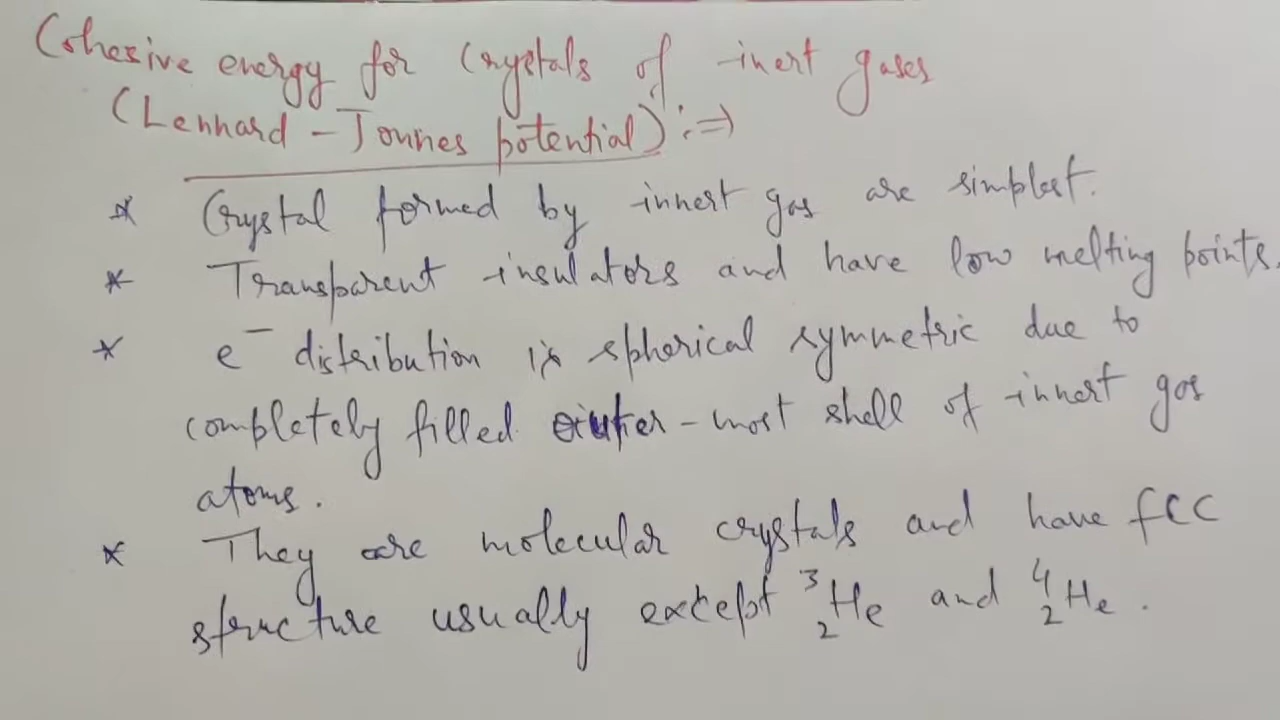 Cohesive energy for Crystals of inert gases
(Lennhard - Jonnes potential) :⇒
* Crystal formed by innert gas are simplest.
* Transparent insulators and have low melting points.
* e⁻ distribution is spherical symmetric due to
completely filled outer-most shell of innert gas
atoms.
* They are molecular crystals and have fCC
structure usually except ³₂He and ⁴₂He.